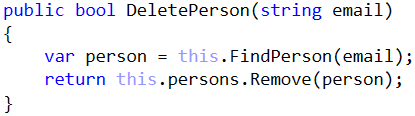 public bool DeletePerson(string email)
{
    var person = this.FindPerson(email);
    return this.persons.Remove(person);
}